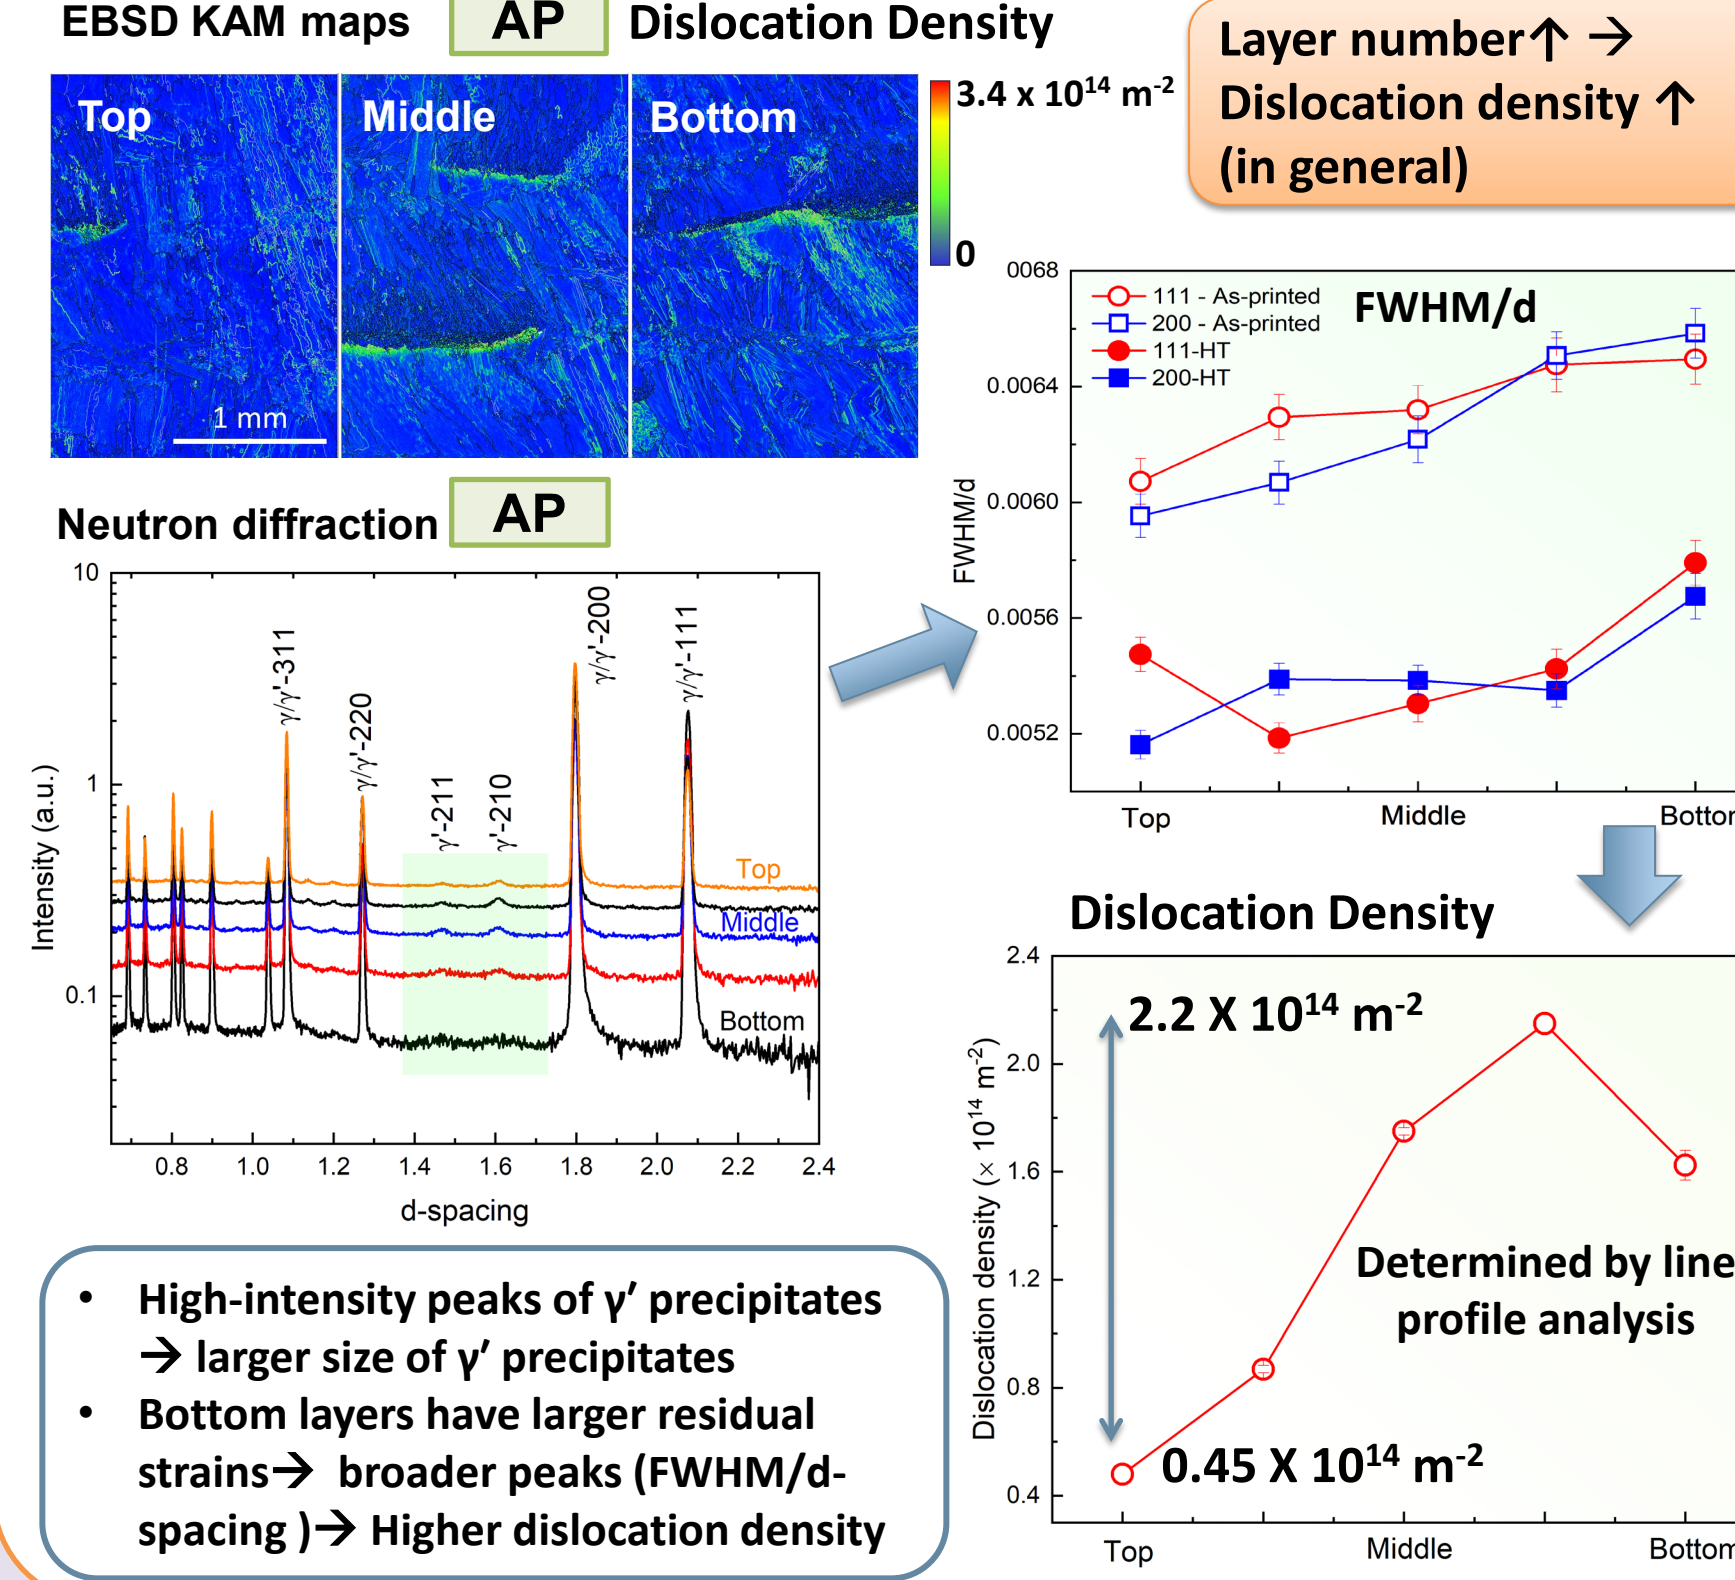 EBSD KAM maps
AP
Dislocation Density
Top
Middle
Bottom
1 mm
3.4 x 10¹⁴ m⁻²
0
Layer number↑ →
Dislocation density ↑
(in general)
Neutron diffraction
AP
10
1
0.1
Intensity (a.u.)
γ/γ'-311
γ/γ'-220
γ'-211
γ'-210
γ/γ'-200
γ/γ'-111
Top
Middle
Bottom
0.8 1.0 1.2 1.4 1.6 1.8 2.0 2.2 2.4
d-spacing
FWHM/d
111 - As-printed
200 - As-printed
111-HT
200-HT
0068
0.0064
0.0060
0.0056
0.0052
FWHM/d
Top Middle Bottor
Dislocation Density
2.4
2.0
1.6
1.2
0.8
0.4
Dislocation density (× 10¹⁴ m⁻²)
2.2 X 10¹⁴ m⁻²
Determined by line
profile analysis
0.45 X 10¹⁴ m⁻²
Top Middle Bottom
• High-intensity peaks of γ′ precipitates
→ larger size of γ′ precipitates
• Bottom layers have larger residual
strains→ broader peaks (FWHM/d-
spacing )→ Higher dislocation density